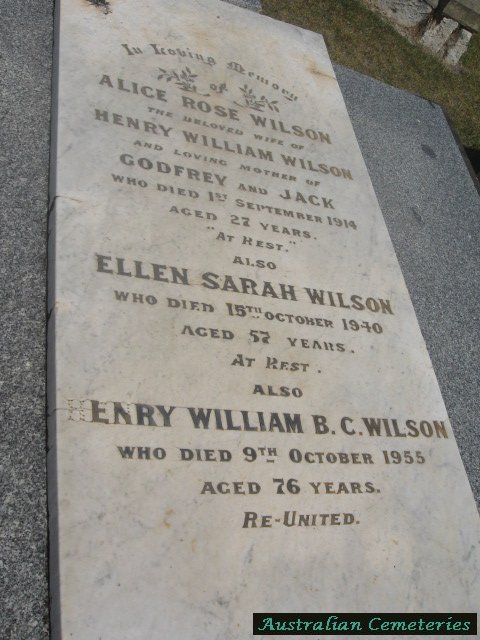 In Loving Memory
of
ALICE ROSE WILSON
THE BELOVED WIFE OF
HENRY WILLIAM WILSON
AND LOVING MOTHER OF
GODFREY AND JACK
WHO DIED 1ST SEPTEMBER 1914
AGED 27 YEARS.
"AT REST."
ALSO
ELLEN SARAH WILSON
WHO DIED 15TH OCTOBER 1940
AGED 57 YEARS.
AT REST.
ALSO
HENRY WILLIAM B. C. WILSON
WHO DIED 9TH OCTOBER 1955
AGED 76 YEARS.
RE-UNITED.
Australian Cemeteries